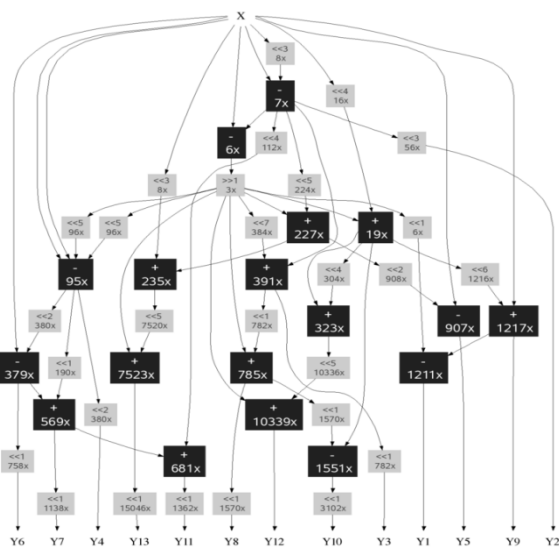 X
<<3
8x
-
7x
<<4
16x
-
6x
<<4
112x
<<3
56x
<<3
8x
>>1
3x
<<5
224x
<<5
96x
<<5
96x
<<7
384x
+
227x
+
19x
<<1
6x
-
95x
+
235x
+
391x
<<4
304x
<<2
908x
<<6
1216x
<<2
380x
<<5
7520x
<<1
782x
+
323x
-
907x
+
1217x
-
379x
<<1
190x
+
7523x
+
785x
<<5
10336x
-
1211x
+
569x
<<2
380x
+
10339x
<<1
1570x
<<1
758x
+
681x
-
1551x
<<1
782x
<<1
1138x
<<1
15046x
<<1
1362x
<<1
1570x
<<1
3102x
Y6 Y7 Y4 Y13 Y11 Y8 Y12 Y10 Y3 Y1 Y5 Y9 Y2